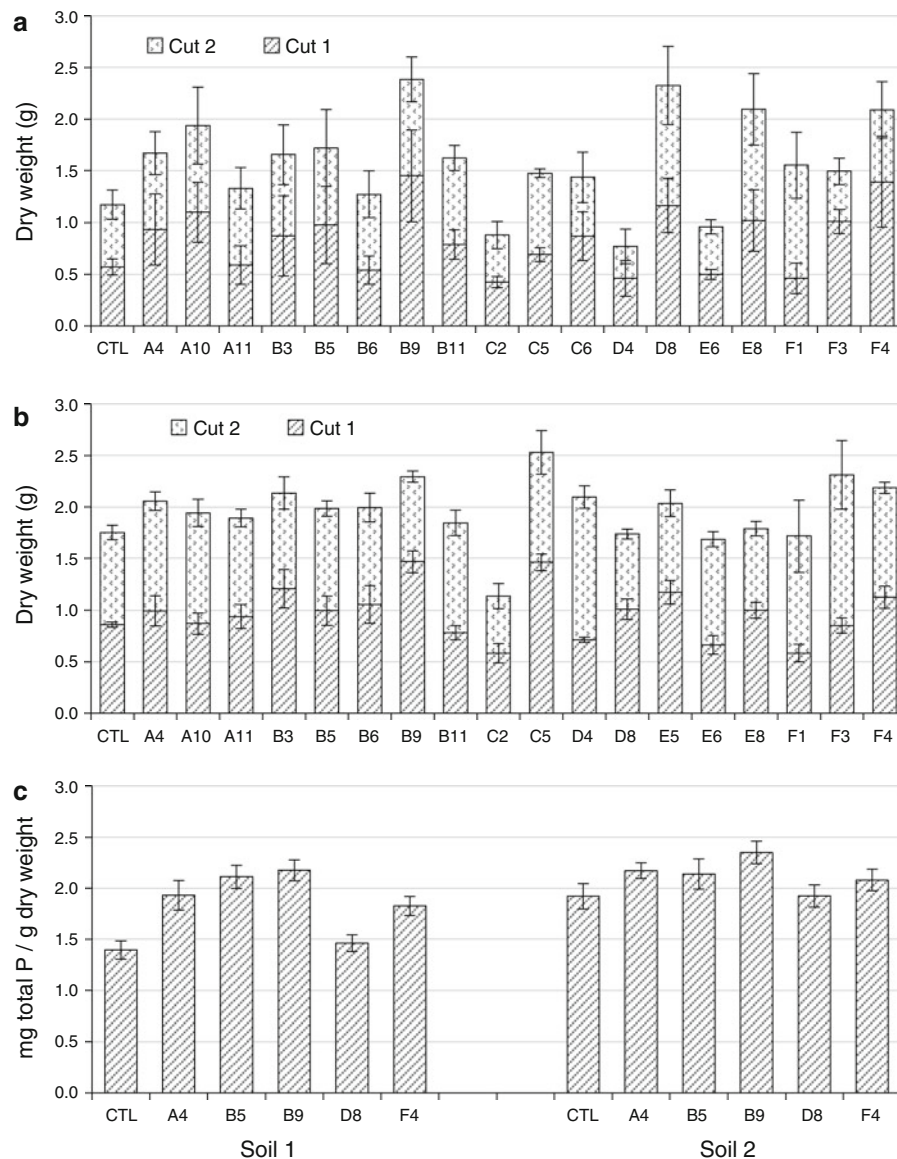 a
3.0
Cut 2 Cut 1
2.5
2.0
1.5
1.0
0.5
0.0
Dry weight (g)
CTL A4 A10 A11 B3 B5 B6 B9 B11 C2 C5 C6 D4 D8 E6 E8 F1 F3 F4
b
3.0
Cut 2 Cut 1
2.5
2.0
1.5
1.0
0.5
0.0
Dry weight (g)
CTL A4 A10 A11 B3 B5 B6 B9 B11 C2 C5 D4 D8 E5 E6 E8 F1 F3 F4
c
3.0
2.5
2.0
1.5
1.0
0.5
0.0
mg total P / g dry weight
CTL A4 B5 B9 D8 F4 CTL A4 B5 B9 D8 F4
Soil 1 Soil 2